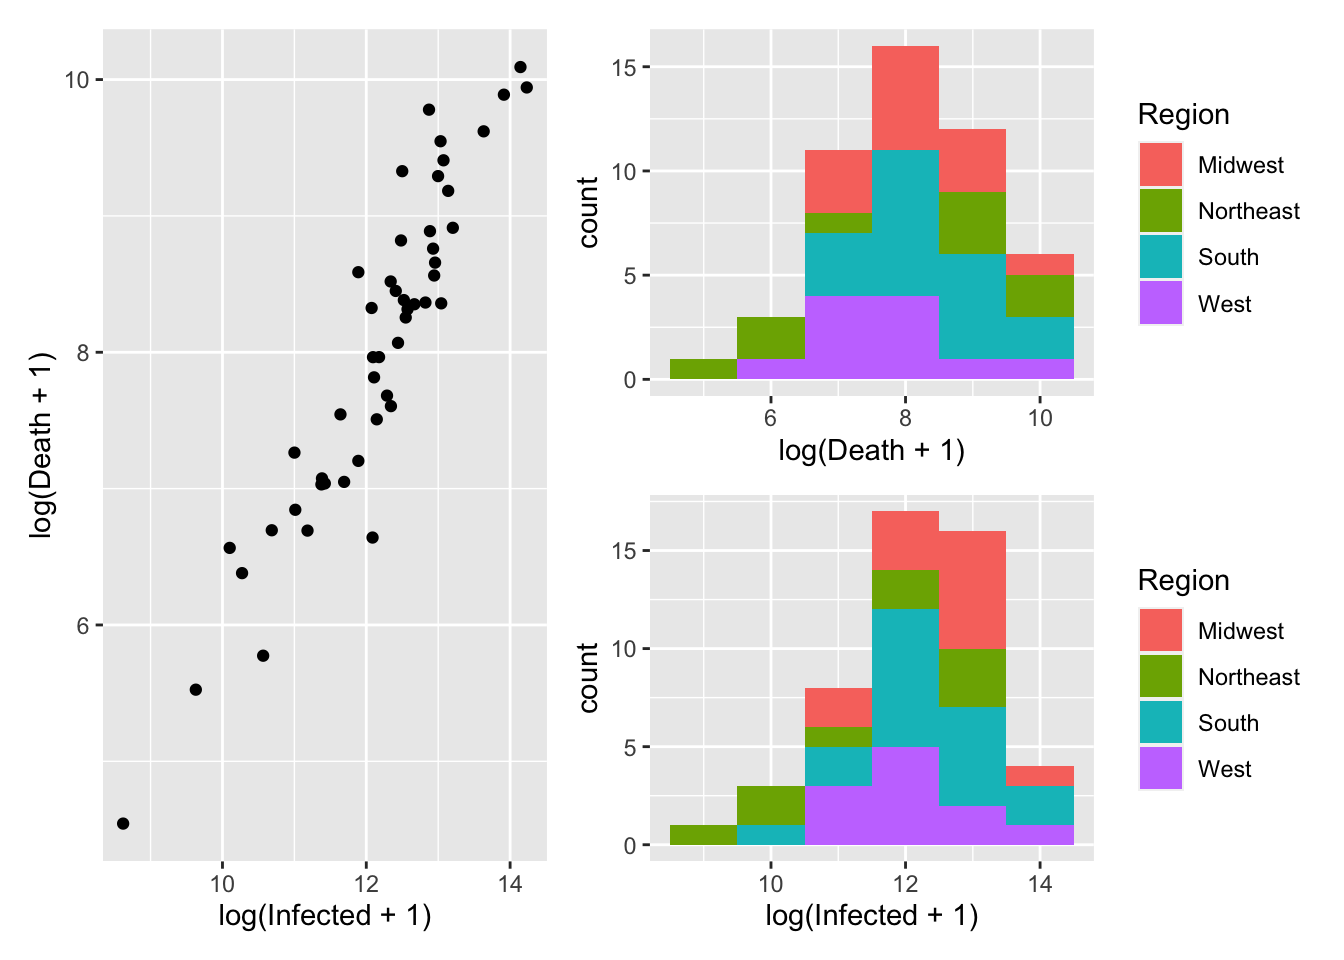 10
8
6
log(Death + 1)
10 12 14
log(Infected + 1)
15
10
5
0
count
6 8 10
log(Death + 1)
Region
Midwest
Northeast
South
West
15
10
5
0
count
10 12 14
log(Infected + 1)
Region
Midwest
Northeast
South
West